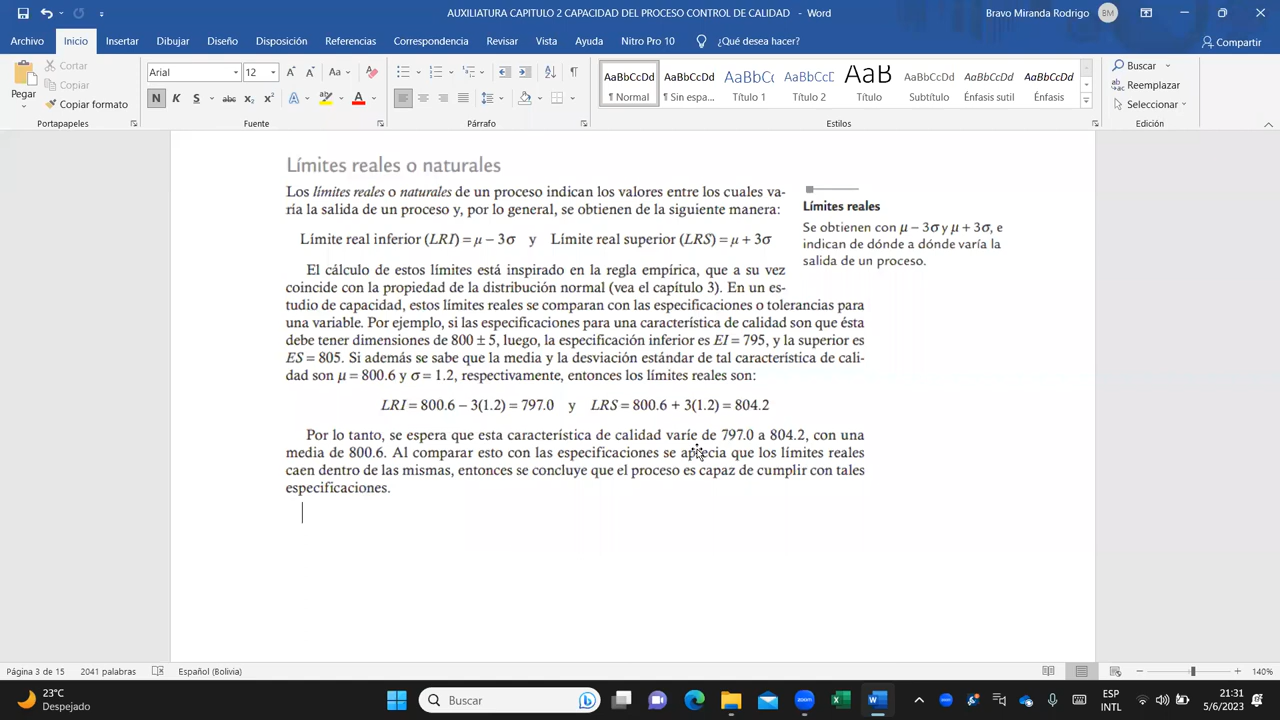 AUXILIATURA CAPITULO 2 CAPACIDAD DEL PROCESO CONTROL DE CALIDAD - Word
Bravo Miranda Rodrigo
BM
Archivo Inicio Insertar Dibujar Diseño Disposición Referencias Correspondencia Revisar Vista Ayuda Nitro Pro 10 ¿Qué desea hacer? Compartir
Pegar
Cortar
Copiar
Copiar formato
Portapapeles
Arial 12
Aa
N K S abc x₂ x² A A
Fuente
Párrafo
AaBbCcDd AaBbCcDd AaBbCc AaBbCcD AaB AaBbCcD AaBbCcDd AaBbCcDd
¶ Normal ¶ Sin espa... Título 1 Título 2 Título Subtítulo Énfasis sutil Énfasis
Estilos
Buscar
Reemplazar
Seleccionar
Edición
Límites reales o naturales
Los límites reales o naturales de un proceso indican los valores entre los cuales va-
ría la salida de un proceso y, por lo general, se obtienen de la siguiente manera:
Límite real inferior (LRI) = μ – 3σ y Límite real superior (LRS) = μ + 3σ
Límites reales
Se obtienen con μ – 3σ y μ + 3σ, e
indican de dónde a dónde varía la
salida de un proceso.
El cálculo de estos límites está inspirado en la regla empírica, que a su vez
coincide con la propiedad de la distribución normal (vea el capítulo 3). En un es-
tudio de capacidad, estos límites reales se comparan con las especificaciones o tolerancias para
una variable. Por ejemplo, si las especificaciones para una característica de calidad son que ésta
debe tener dimensiones de 800 ± 5, luego, la especificación inferior es EI = 795, y la superior es
ES = 805. Si además se sabe que la media y la desviación estándar de tal característica de cali-
dad son μ = 800.6 y σ = 1.2, respectivamente, entonces los límites reales son:
LRI = 800.6 – 3(1.2) = 797.0 y LRS = 800.6 + 3(1.2) = 804.2
Por lo tanto, se espera que esta característica de calidad varíe de 797.0 a 804.2, con una
media de 800.6. Al comparar esto con las especificaciones se aprecia que los límites reales
caen dentro de las mismas, entonces se concluye que el proceso es capaz de cumplir con tales
especificaciones.
Página 3 de 15 2041 palabras Español (Bolivia) 140%
23°C
Despejado
Buscar
ESP
INTL
21:31
5/6/2023